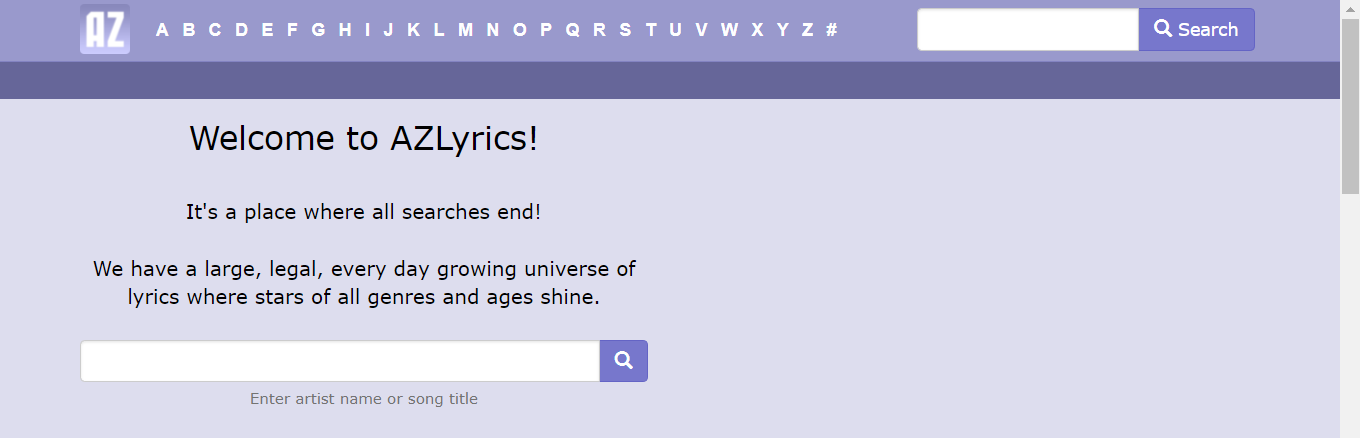 AZ A B C D E F G H I J K L M N O P Q R S T U V W X Y Z # Search
Welcome to AZLyrics!
It's a place where all searches end!
We have a large, legal, every day growing universe of
lyrics where stars of all genres and ages shine.
Enter artist name or song title